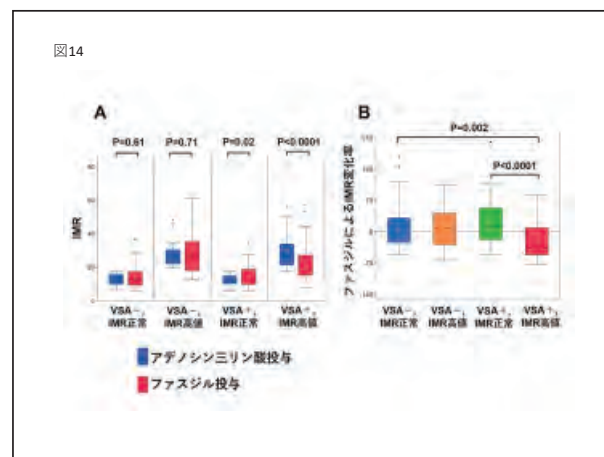 図14
A
P=0.61
P=0.71
P=0.02
P<0.0001
IMR
VSA−,
IMR正常
VSA−,
IMR高値
VSA+,
IMR正常
VSA+,
IMR高値
アデノシン三リン酸投与
ファスジル投与
B
P=0.002
P<0.0001
ファスジルによるIMR変化率
VSA−,
IMR正常
VSA−,
IMR高値
VSA+,
IMR正常
VSA+,
IMR高値